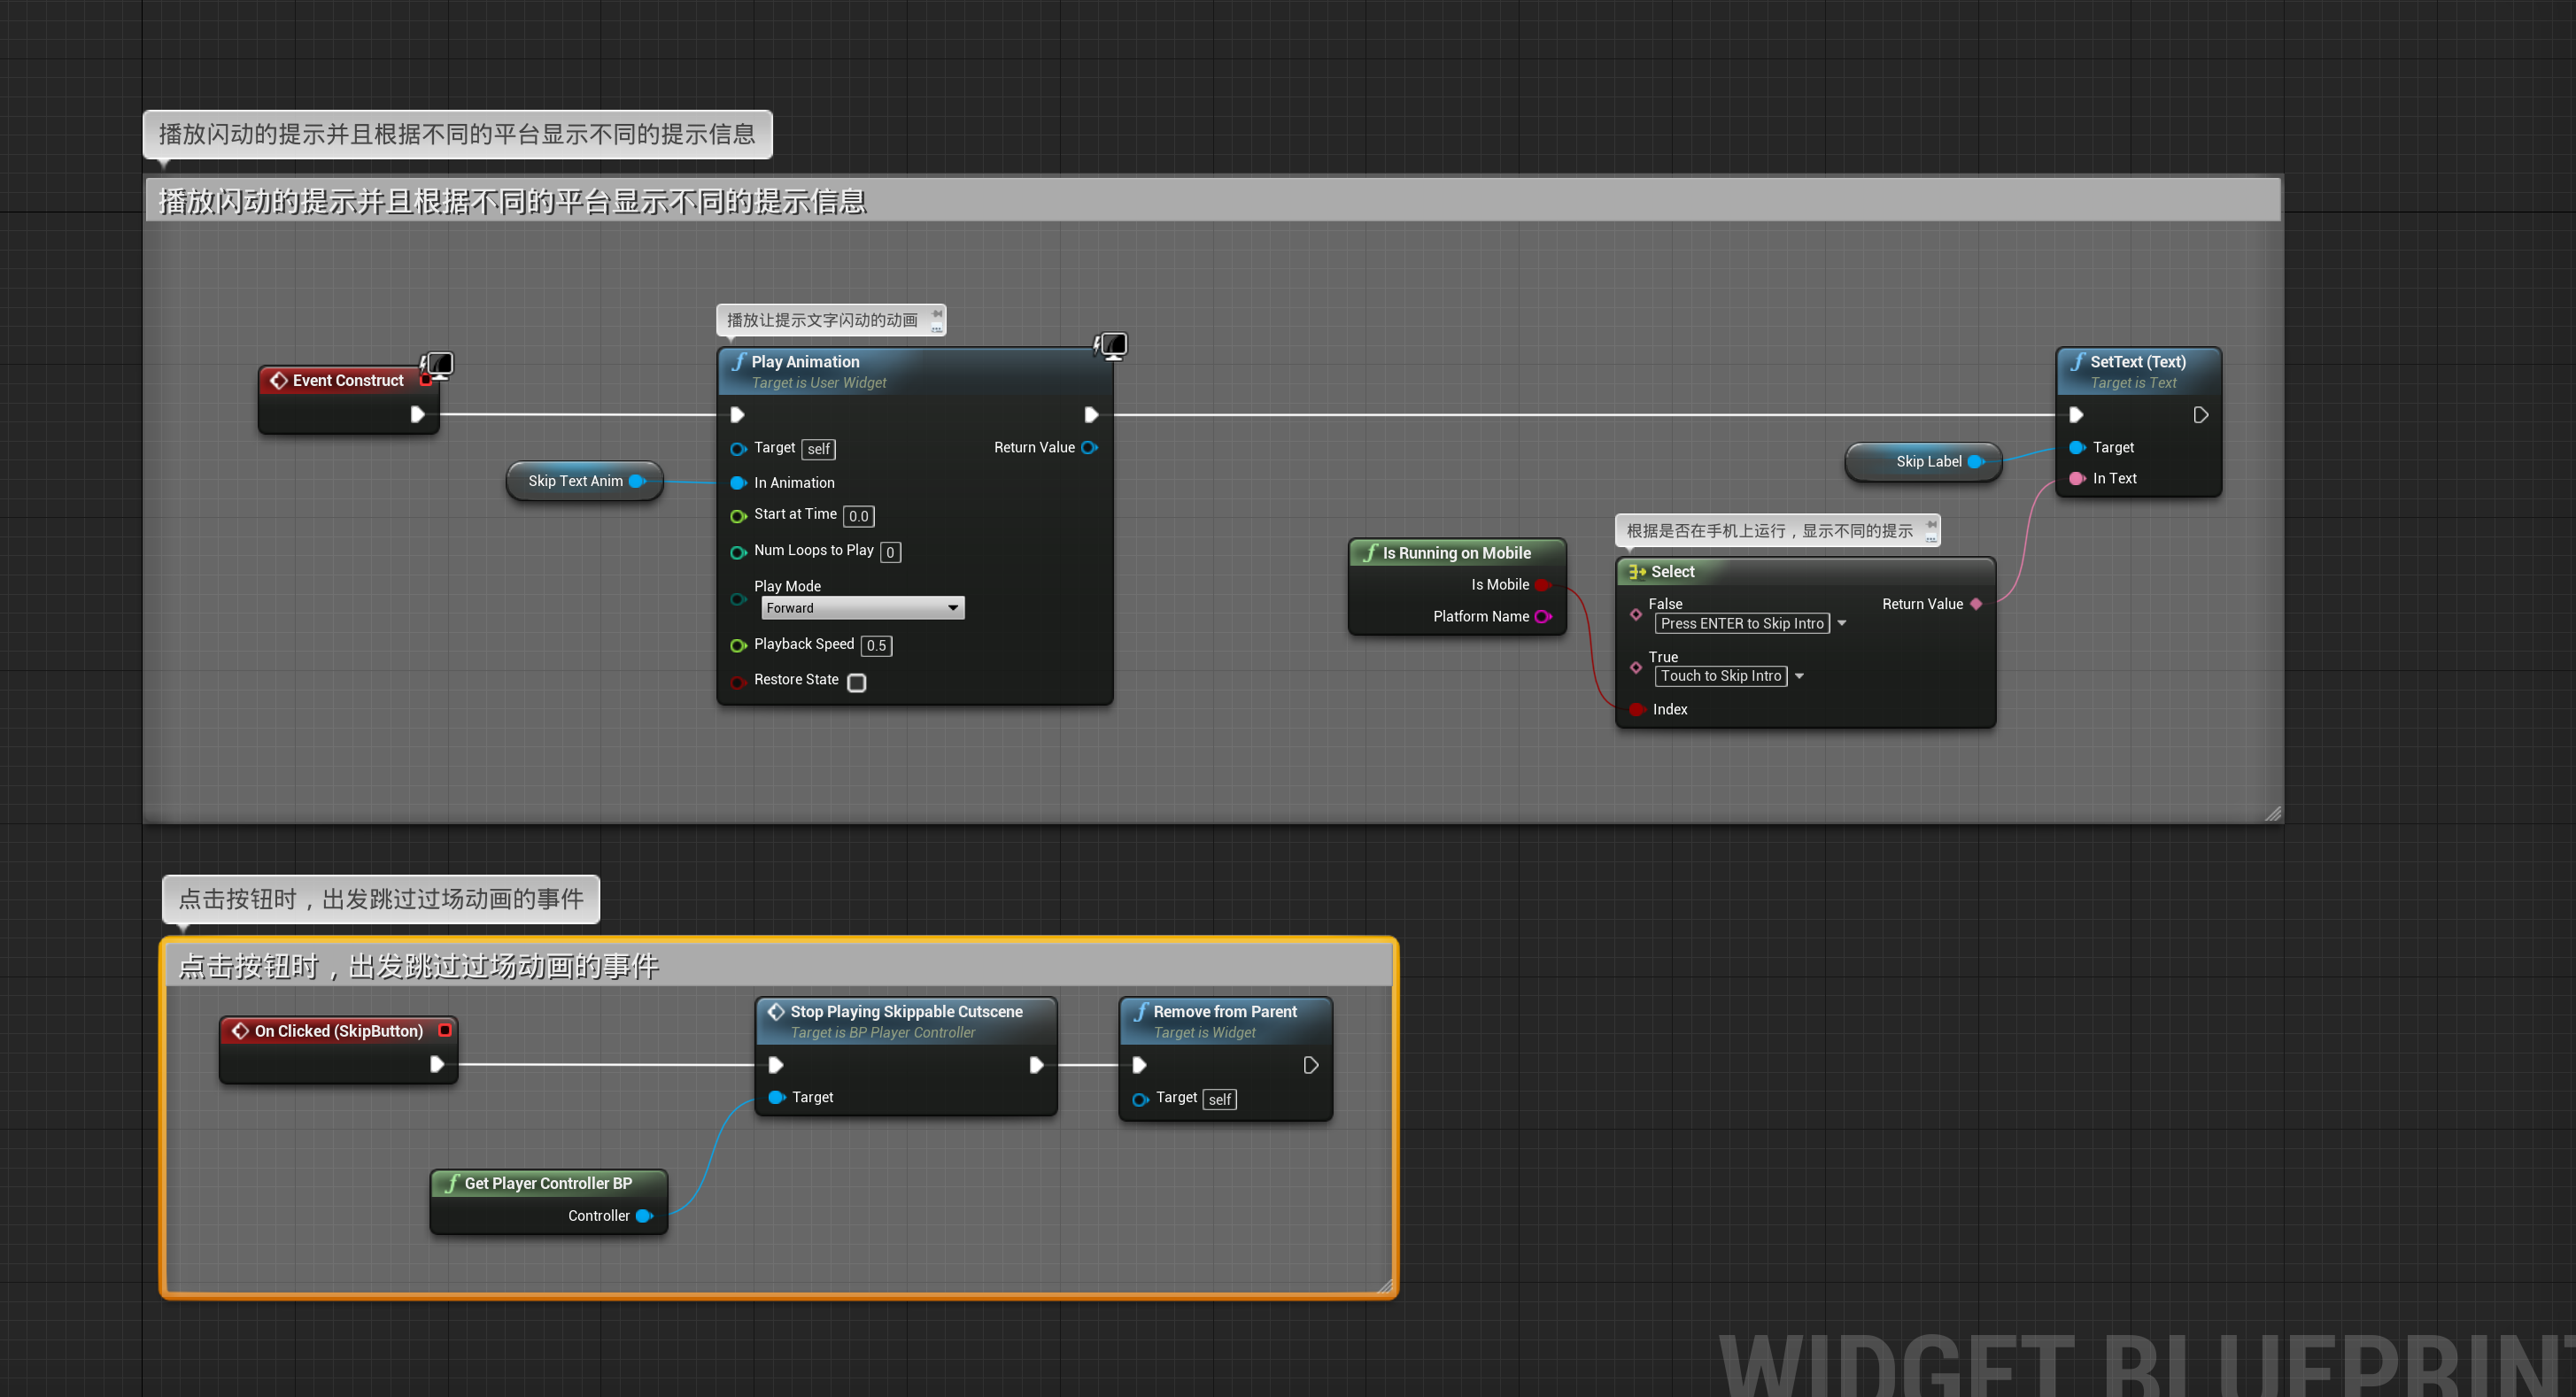 播放闪动的提示并且根据不同的平台显示不同的提示信息
播放闪动的提示并且根据不同的平台显示不同的提示信息
播放让提示文字闪动的动画
Event Construct
Play Animation
Target is User Widget
Target self
Return Value
Skip Text Anim
In Animation
Start at Time 0.0
Num Loops to Play 0
Play Mode
Forward
Playback Speed 0.5
Restore State
SetText (Text)
Target is Text
Skip Label
Target
In Text
根据是否在手机上运行，显示不同的提示
Is Running on Mobile
Is Mobile
Platform Name
Select
False
Return Value
Press ENTER to Skip Intro
True
Touch to Skip Intro
Index
点击按钮时，出发跳过过场动画的事件
点击按钮时，出发跳过过场动画的事件
On Clicked (SkipButton)
Stop Playing Skippable Cutscene
Target is BP Player Controller
Target
Remove from Parent
Target is Widget
Target self
Get Player Controller BP
Controller
WIDGET BLUEPRIN